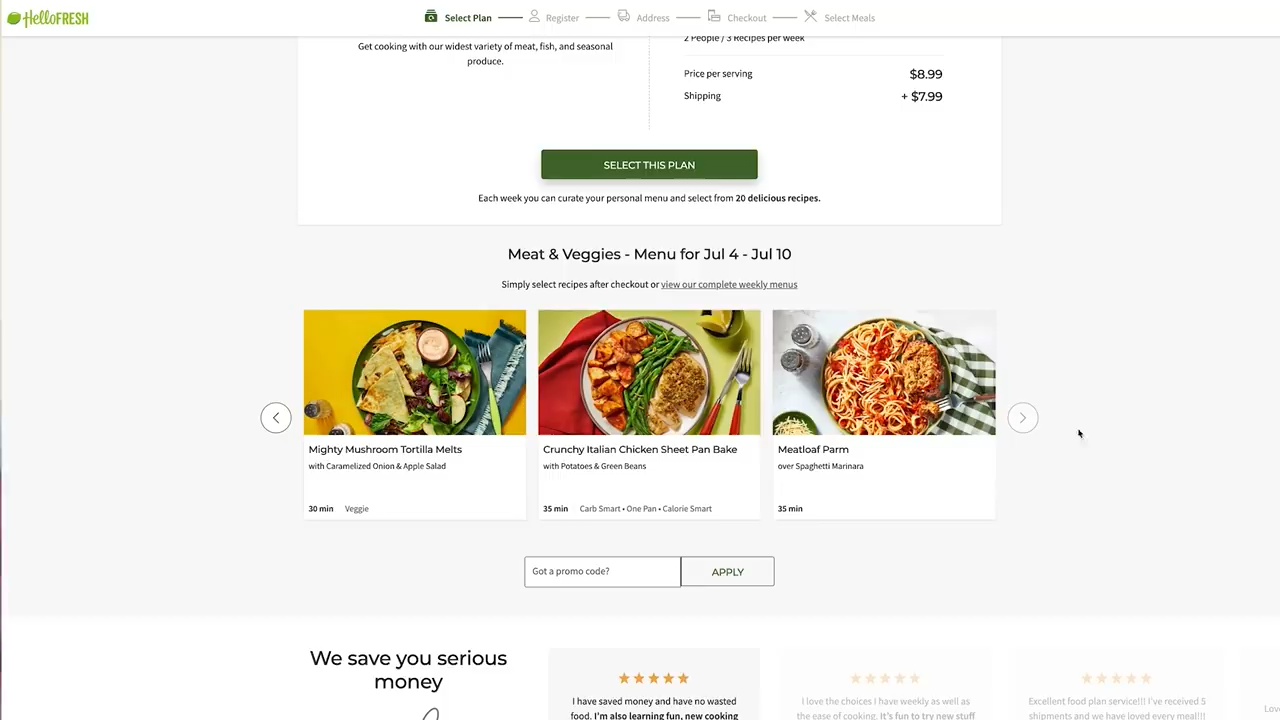 HelloFRESH
Select Plan
Register
Address
Checkout
Select Meals
Get cooking with our widest variety of meat, fish, and seasonal
produce.
2 People / 3 Recipes per week
Price per serving
$8.99
Shipping
+ $7.99
SELECT THIS PLAN
Each week you can curate your personal menu and select from 20 delicious recipes.
Meat & Veggies - Menu for Jul 4 - Jul 10
Simply select recipes after checkout or view our complete weekly menus
Mighty Mushroom Tortilla Melts
with Caramelized Onion & Apple Salad
30 min Veggie
Crunchy Italian Chicken Sheet Pan Bake
with Potatoes & Green Beans
35 min Carb Smart • One Pan • Calorie Smart
Meatloaf Parm
over Spaghetti Marinara
35 min
Got a promo code?
APPLY
We save you serious
money
I have saved money and have no wasted
food. I'm also learning fun, new cooking
I love the choices I have weekly as well as
the ease of cooking. It's fun to try new stuff
Excellent food plan service!!! I've received 5
shipments and we have loved every meal!!!
Lov